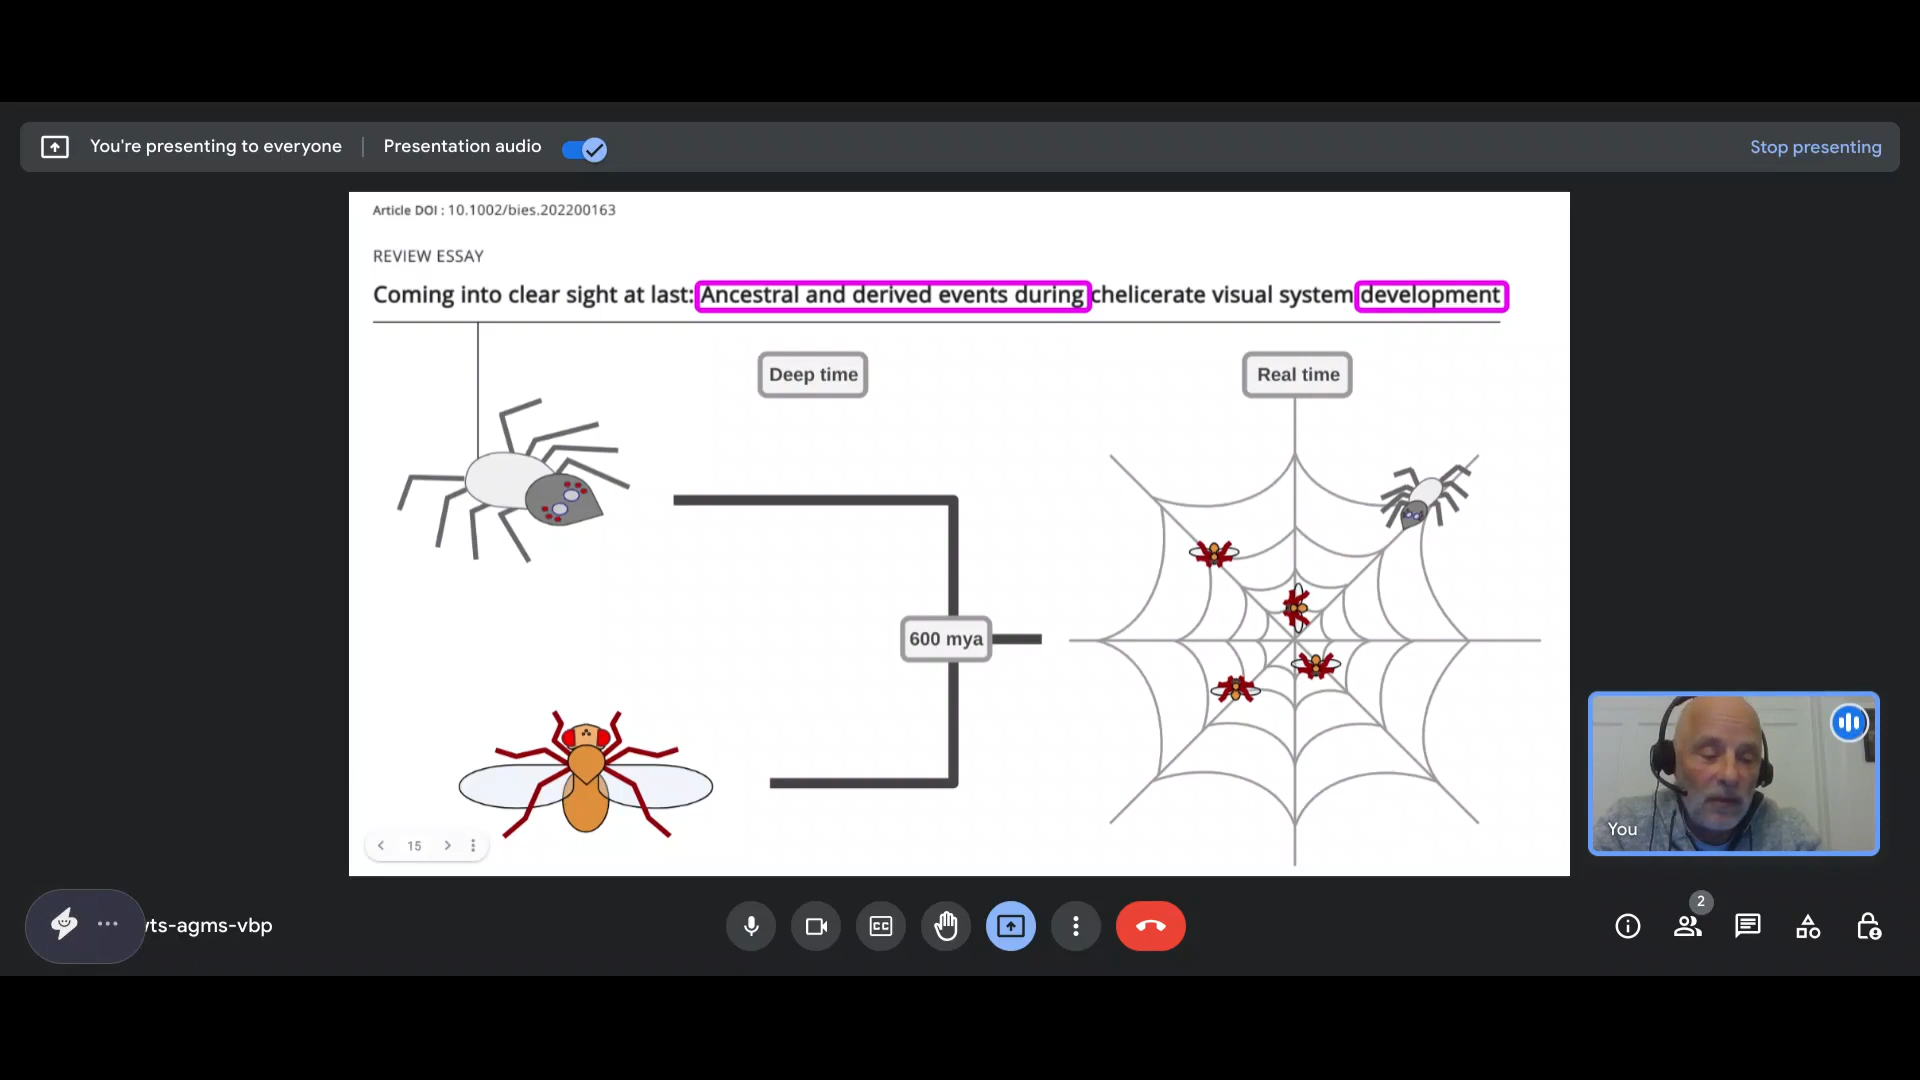 You're presenting to everyone
Presentation audio
Stop presenting
Article DOI : 10.1002/bies.202200163
REVIEW ESSAY
Coming into clear sight at last: Ancestral and derived events during chelicerate visual system development
Deep time
Real time
600 mya
15
You
2
vts-agms-vbp
CC